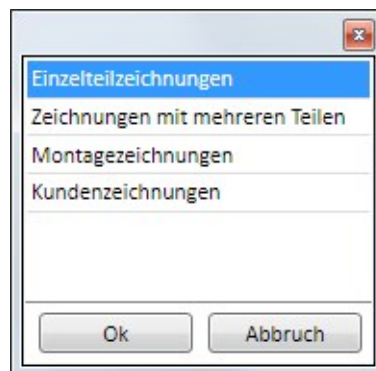 Einzelteilzeichnungen
Zeichnungen mit mehreren Teilen
Montagezeichnungen
Kundenzeichnungen
Ok
Abbruch